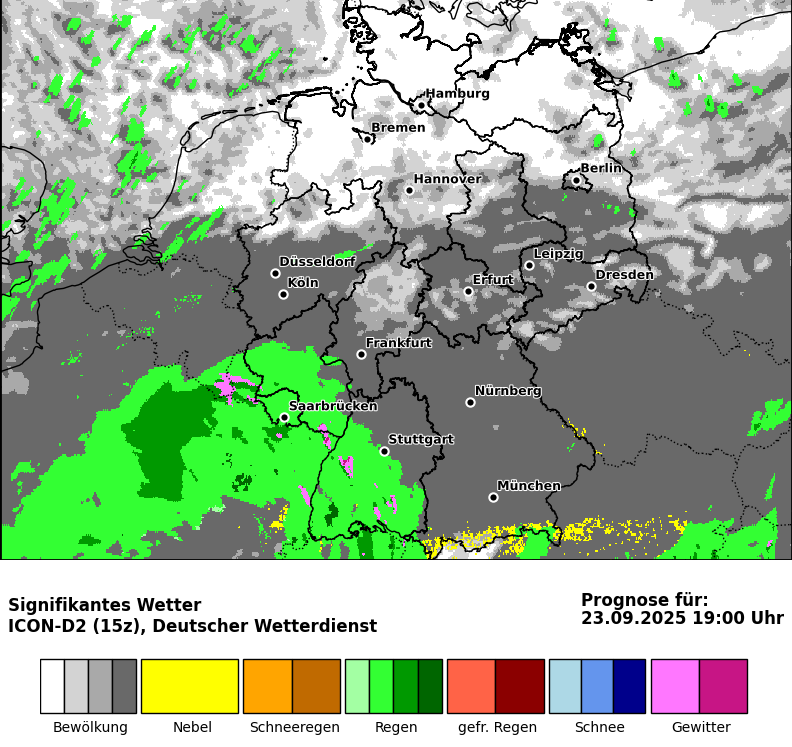 Hamburg
Bremen
Berlin
Hannover
Leipzig
Düsseldorf
Dresden
Köln
Erfurt
Frankfurt
Nürnberg
Saarbrücken
Stuttgart
München
Signifikantes Wetter
ICON-D2 (15z), Deutscher Wetterdienst
Prognose für:
23.09.2025 19:00 Uhr
Bewölkung Nebel Schneeregen Regen gefr. Regen Schnee Gewitter